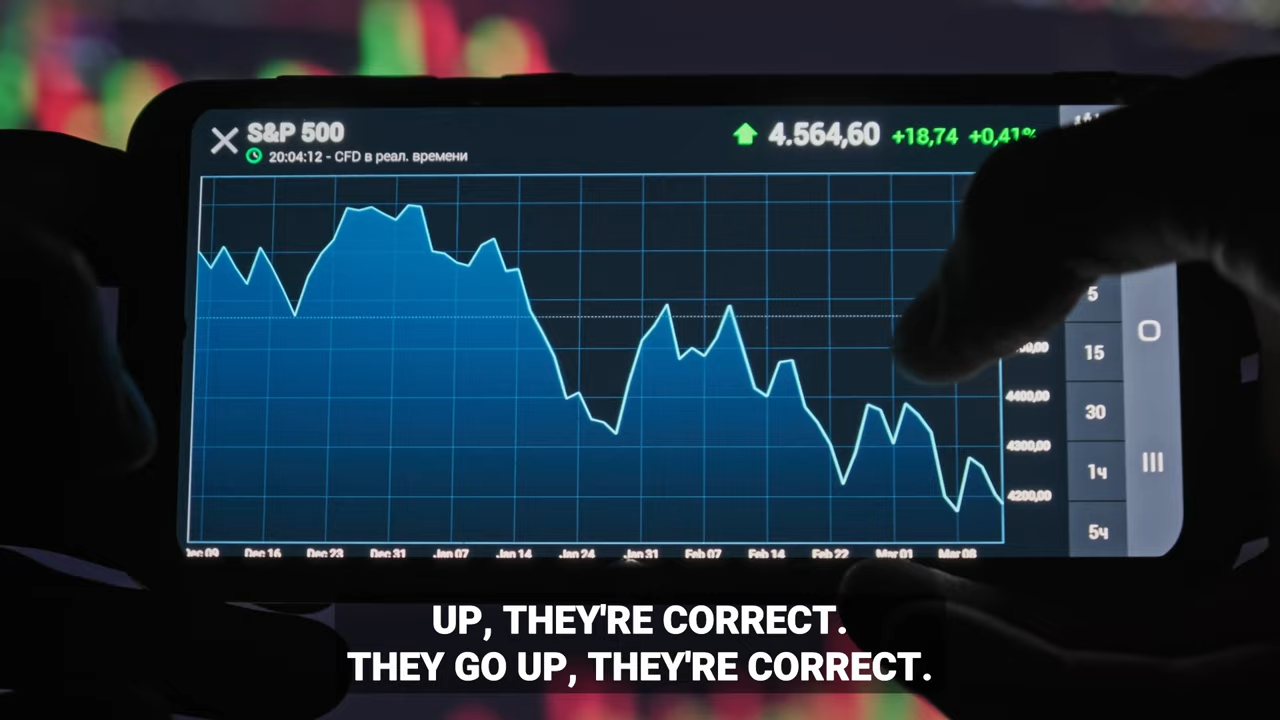 S&P 500
4.564,60 +18,74 +0,41%
20:04:12 - CFD в реал. времени
5
15
4400,00
30
4300,00
1ч
4200,00
5ч
Dec 09 Dec 16 Dec 23 Dec 31 Jan 07 Jan 14 Jan 24 Jan 31 Feb 07 Feb 14 Feb 22 Mar 01 Mar 08
UP, THEY'RE CORRECT.
THEY GO UP, THEY'RE CORRECT.